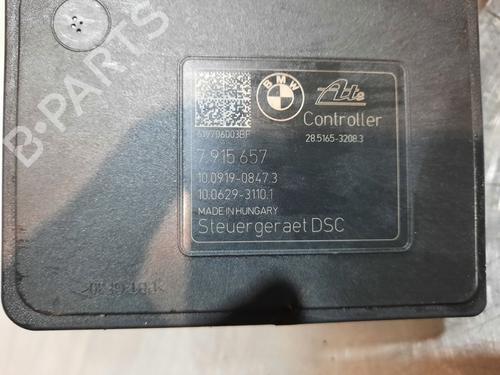 BMW
Ate
Controller
28.5165-3208.3
7 915 657
10.0919-0847.3
10.0629-3110.1
MADE IN HUNGARY
Steuergeraet DSC
B-PARTS